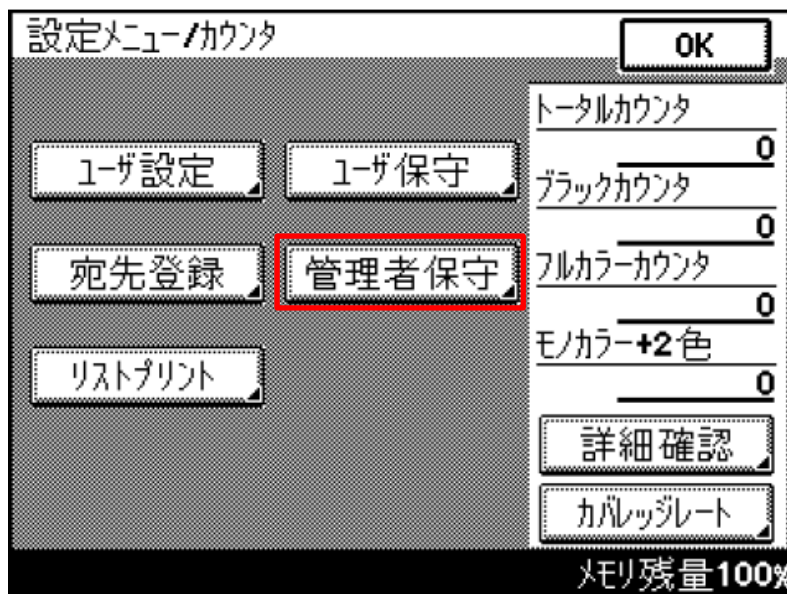 設定メニュー/カウンタ
OK
ユーザ設定
ユーザ保守
宛先登録
管理者保守
リストプリント
トータルカウンタ
0
ブラックカウンタ
0
フルカラーカウンタ
0
モノカラー+2色
0
詳細確認
カバレッジレート
メモリ残量100%